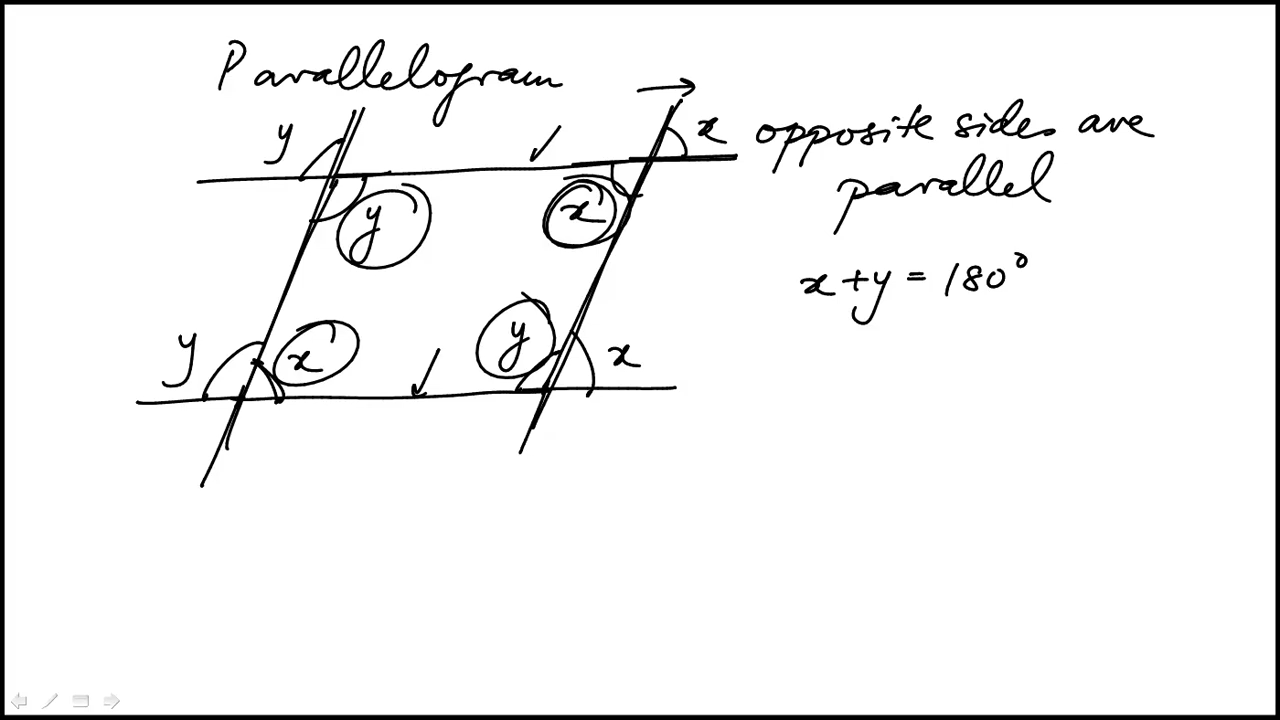 Parallelogram
y
x opposite sides are
parallel
y x
x+y = 180°
y x y x